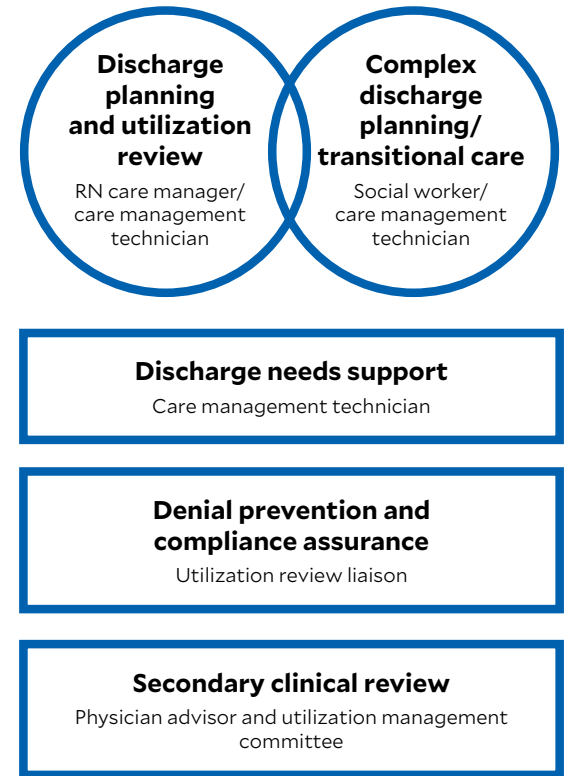 Discharge
planning
and utilization
review
RN care manager/
care management
technician
Complex
discharge
planning/
transitional care
Social worker/
care management
technician
Discharge needs support
Care management technician
Denial prevention and
compliance assurance
Utilization review liaison
Secondary clinical review
Physician advisor and utilization management
committee